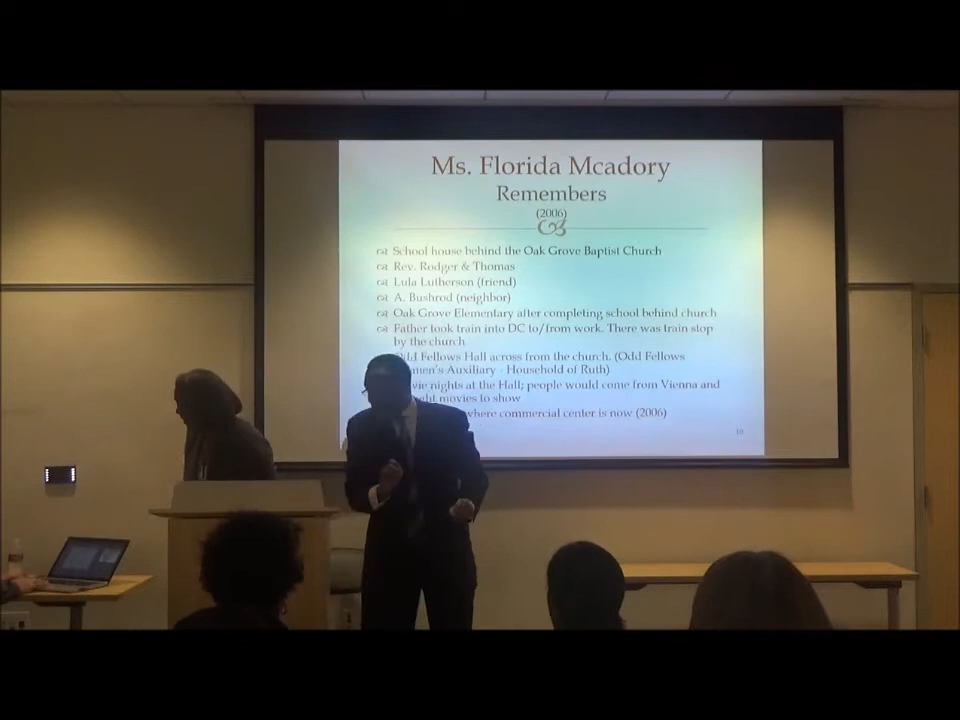 Ms. Florida Mcadory
Remembers
(2006)
School house behind the Oak Grove Baptist Church
Rev. Rodger & Thomas
Lula Lutherson (friend)
A. Bushrod (neighbor)
Oak Grove Elementary after completing school behind church
Father took train into DC to/from work. There was train stop
by the church
Fellows Hall across from the church. (Odd Fellows
Auxiliary - Household of Ruth)
nights at the Hall; people would come from Vienna and
movies to show
where commercial center is now (2006)
10